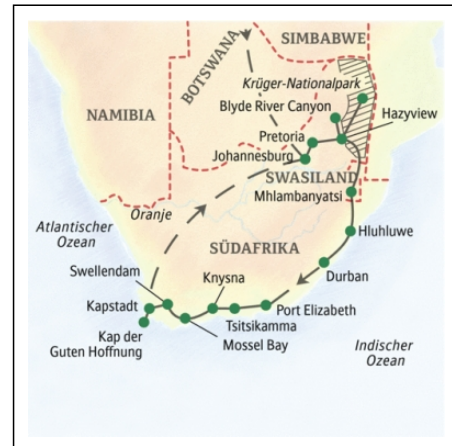 SIMBABWE
BOTSWANA
Krüger-Nationalpark
Blyde River Canyon
NAMIBIA
Hazyview
Pretoria
Johannesburg
SWASILAND
Mhlambanyatsi
Oranje
Atlantischer
Ozean
Hluhluwe
SÜDAFRIKA
Swellendam
Knysna
Durban
Kapstadt
Port Elizabeth
Tsitsikamma
Kap der
Guten Hoffnung
Mossel Bay
Indischer
Ozean